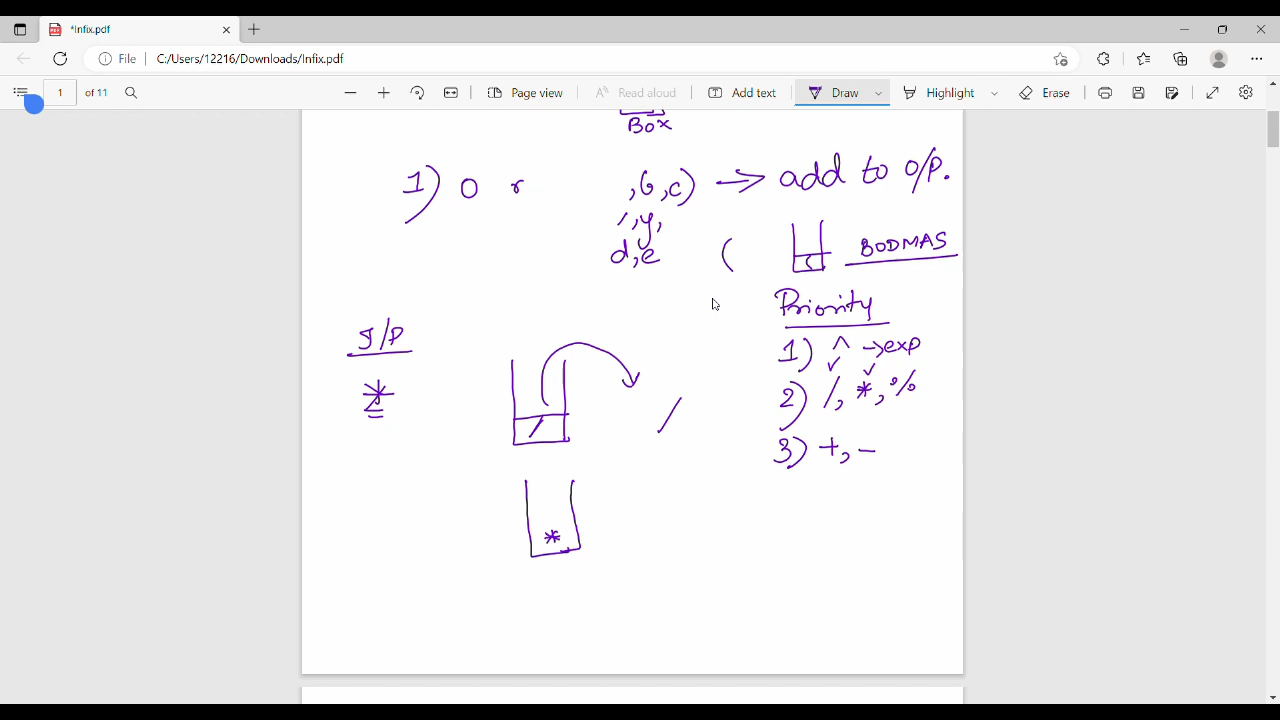 *Infix.pdf
File C:/Users/12216/Downloads/Infix.pdf
1 of 11 Page view Read aloud Add text Draw Highlight Erase
Box
1) O r ,b,c) → add to O/P.
,y,
d,e ( BODMAS
Priority
I/P
1) ^ → exp
* 2) /, *, %
/ /
3) +, -
*